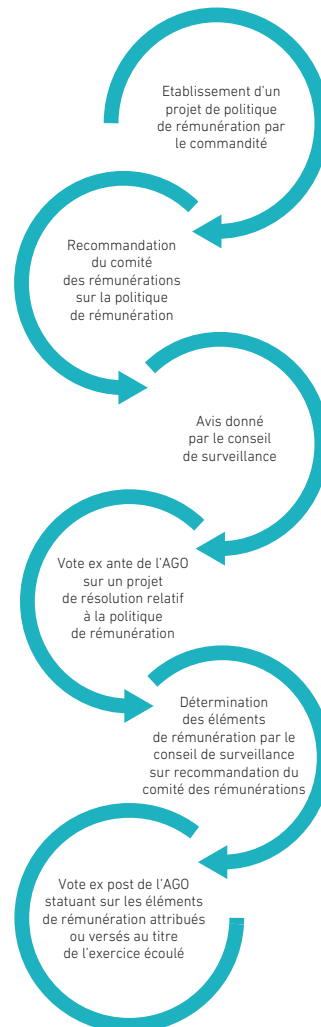 Etablissement d'un
projet de politique
de rémunération par
le commandité
Recommandation
du comité
des rémunérations
sur la politique
de rémunération
Avis donné
par le conseil
de surveillance
Vote ex ante de l'AGO
sur un projet
de résolution relatif
à la politique
de rémunération
Détermination
des éléments
de rémunération par le
conseil de surveillance
sur recommandation du
comité des rémunérations
Vote ex post de l'AGO
statuant sur les éléments
de rémunération attribués
ou versés au titre
de l'exercice écoulé